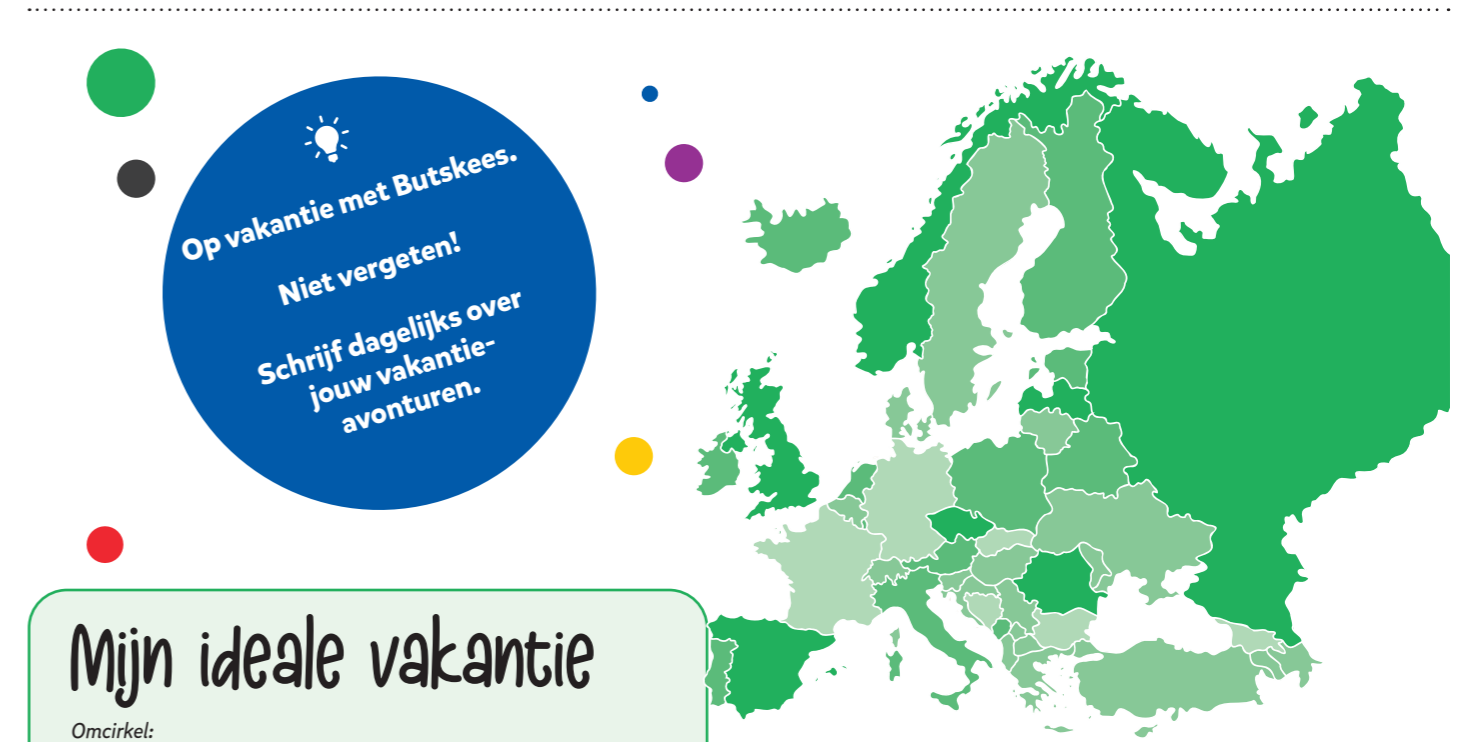 Op vakantie met Butskees.
Niet vergeten!
Schrijf dagelijks over
jouw vakantie-
avonturen.
Mijn ideale vakantie
Omcirkel: